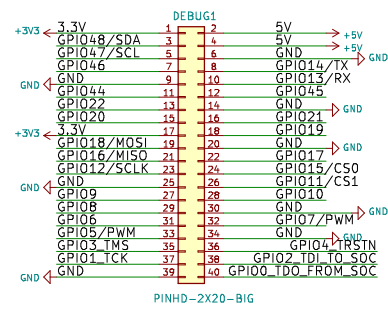 DEBUG1
+3V3 3.3V 1 2 5V +5V
GPIO48/SDA 3 4 5V +5V
GPIO47/SCL 5 6 GND GND
GPIO46 7 8 GPIO14/TX
GND GND 9 10 GPIO13/RX
GPIO44 11 12 GPIO45
GPIO22 13 14 GND GND
GPIO20 15 16 GPIO21
+3V3 3.3V 17 18 GPIO19
GPIO18/MOSI 19 20 GND GND
GPIO16/MISO 21 22 GPIO17
GPIO12/SCLK 23 24 GPIO15/CS0
GND GND 25 26 GPIO11/CS1
GPIO9 27 28 GPIO10
GPIO8 29 30 GND GND
GPIO6 31 32 GPIO7/PWM
GPIO5/PWM 33 34 GND GND
GPIO3_TMS 35 36 GPIO4_TRSTN
GPIO1_TCK 37 38 GPIO2_TDI_TO_SOC
GND GND 39 40 GPIO0_TDO_FROM_SOC
PINHD-2X20-BIG